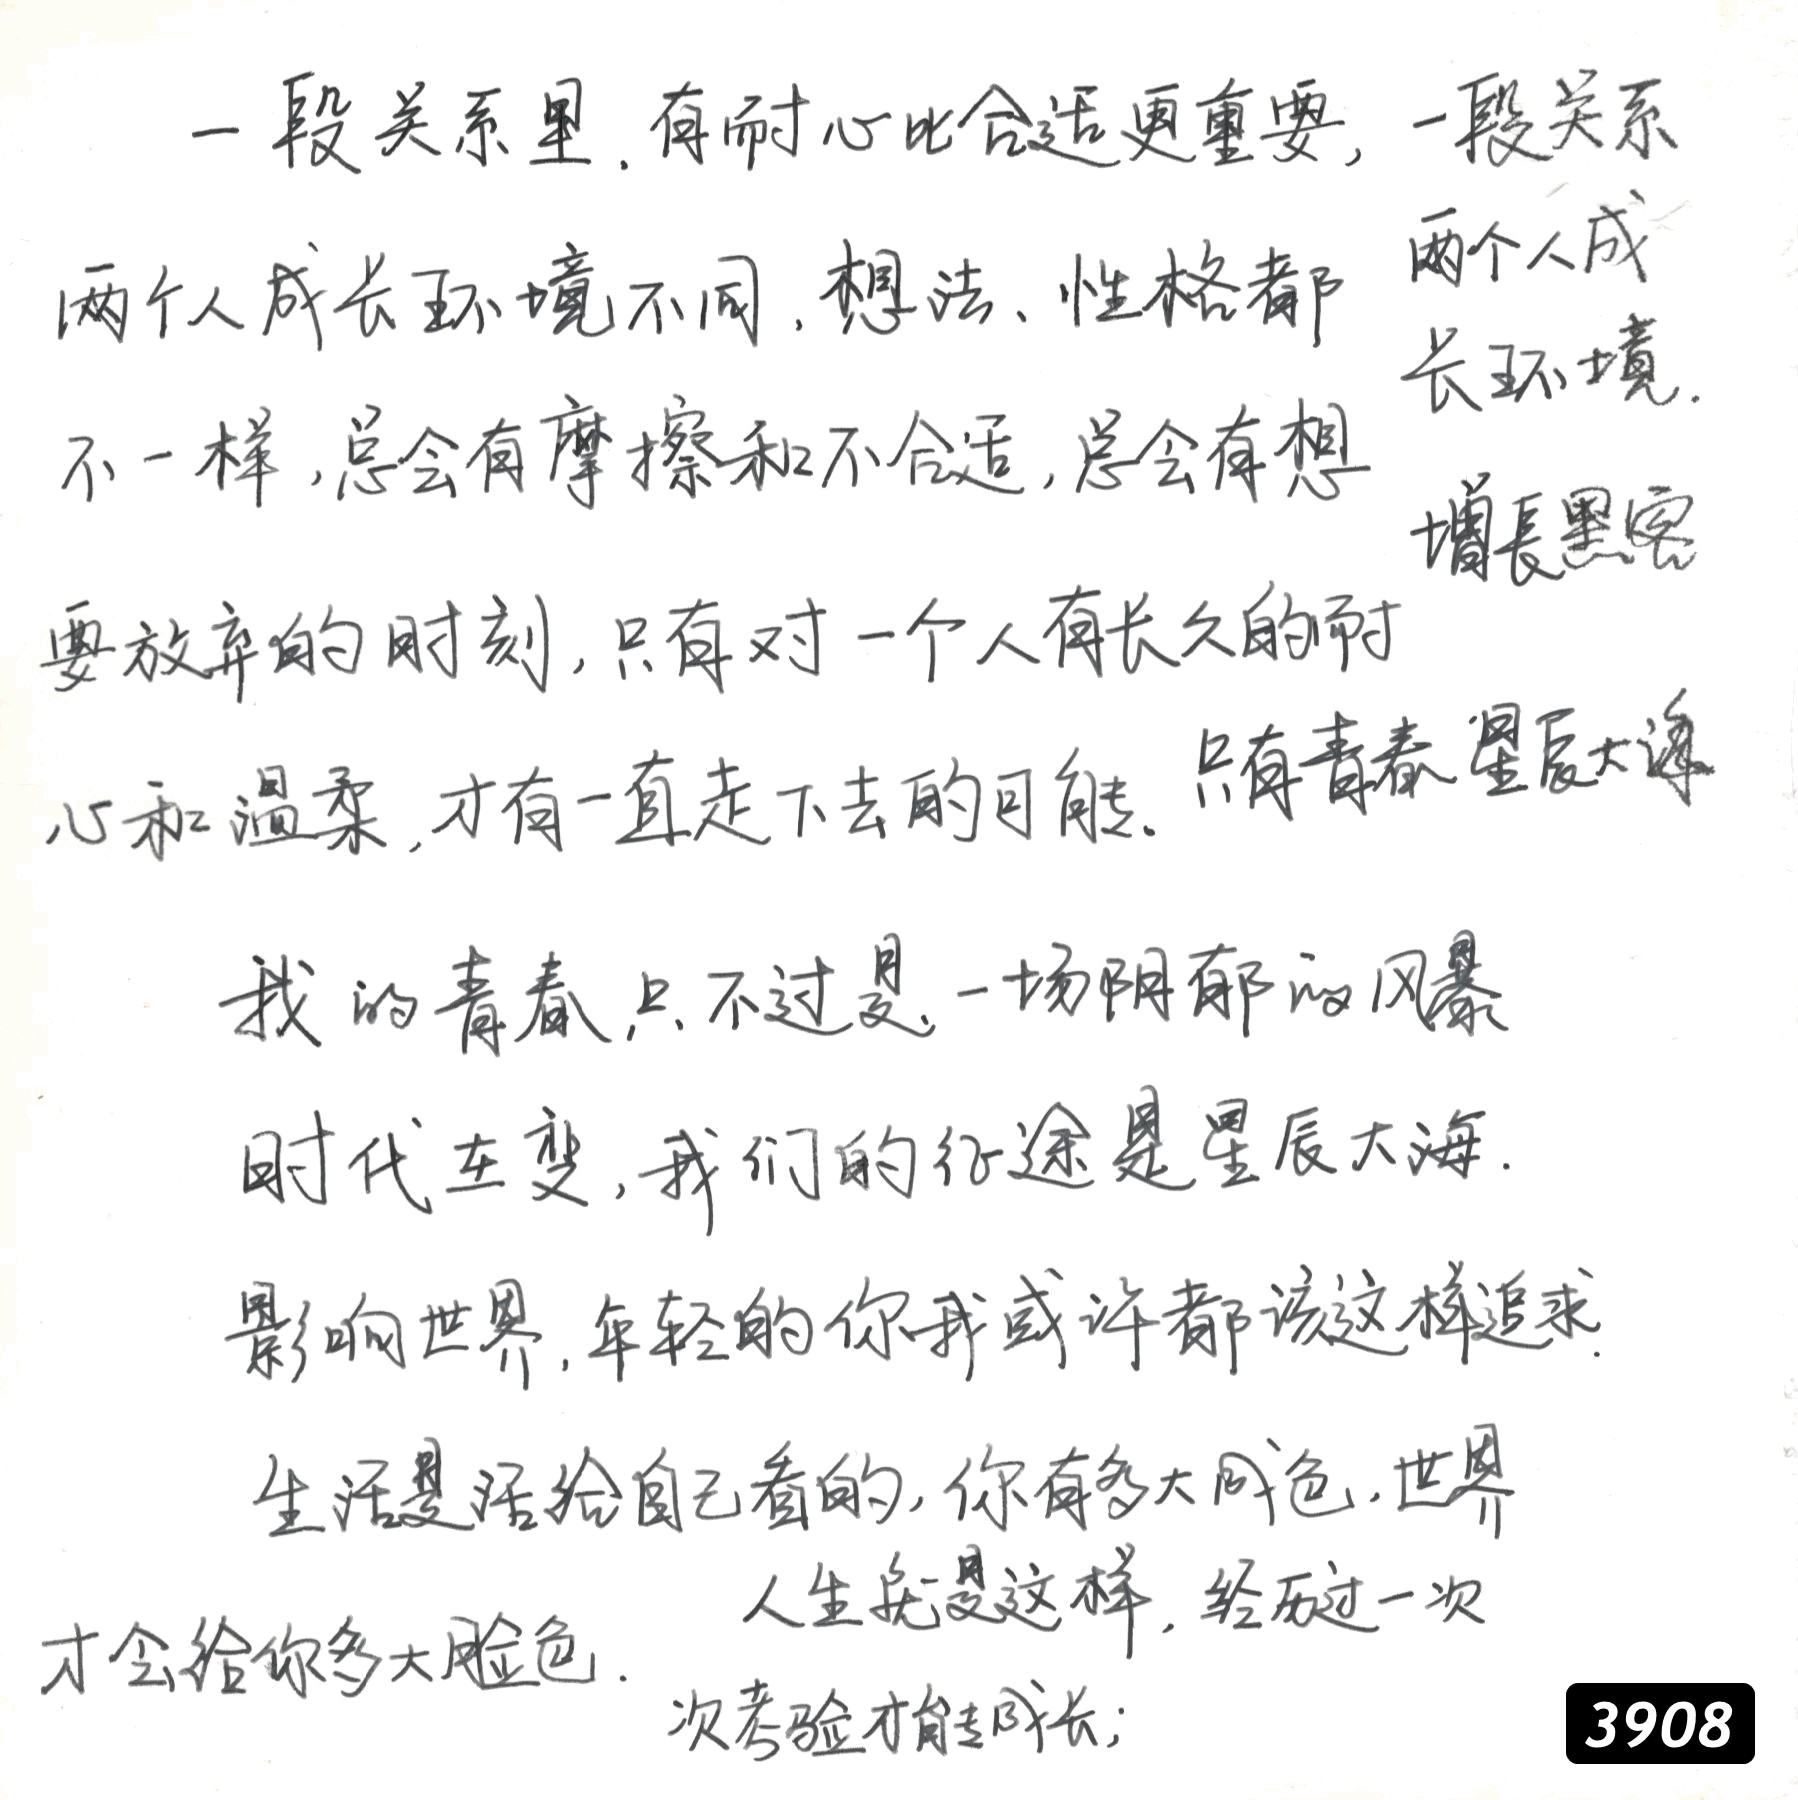 一段关系里,有耐心比合适更重要,一段关系
两个人成长环境不同,想法、性格都
两个人成
长环境.
不一样,总会有摩擦和不合适,总会有想
增長黑客
要放弃的时刻,只有对一个人有长久的耐
心和温柔,才有一直走下去的可能.
只有青春星辰大海
我的青春,只不过是一场阴郁的风暴
时代在变,我们的征途是星辰大海.
影响世界,年轻的你我或许都该这样追求.
生活是活给自己看的,你有多大成色,世界
才会给你多大脸色.
人生就是这样,经历过一次
次考验才能成长;
3908